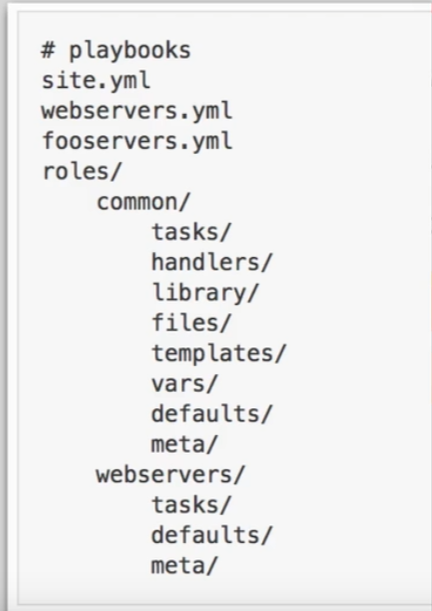 # playbooks
site.yml
webservers.yml
fooservers.yml
roles/
    common/
        tasks/
        handlers/
        library/
        files/
        templates/
        vars/
        defaults/
        meta/
    webservers/
        tasks/
        defaults/
        meta/